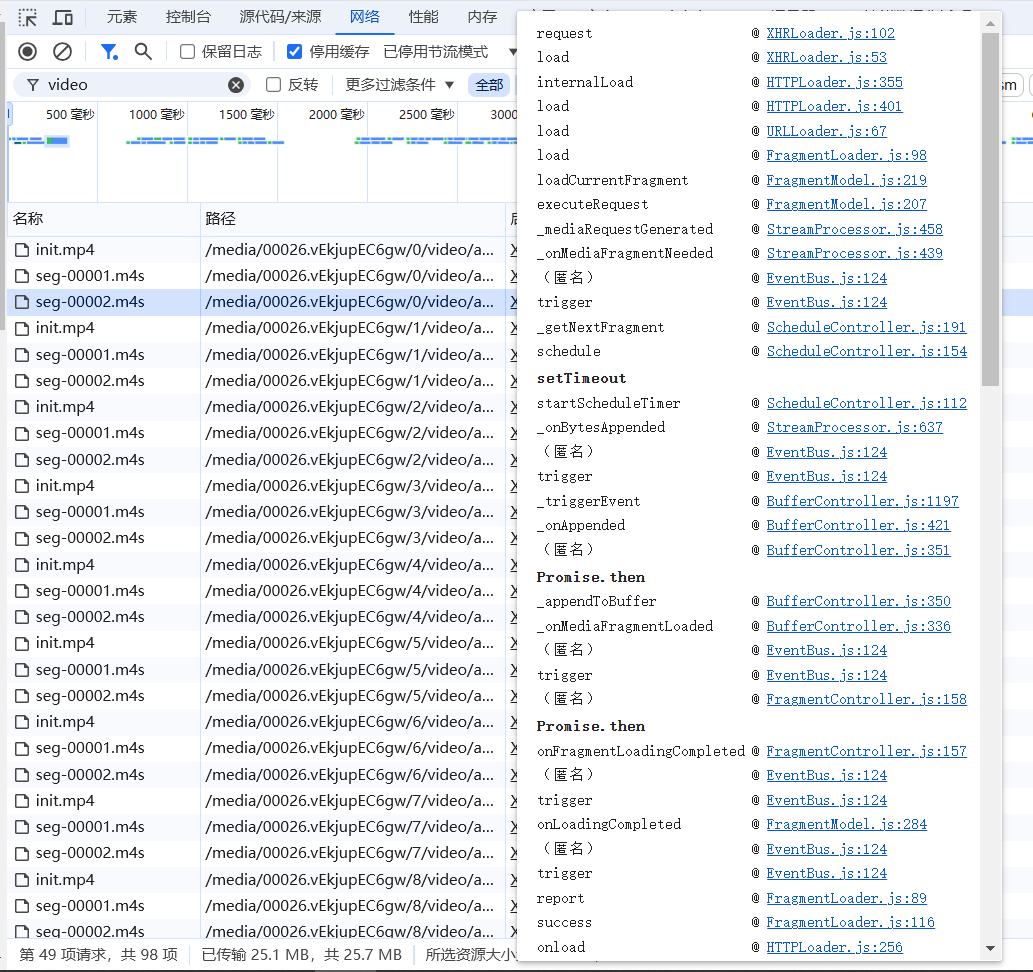 元素 控制台 源代码/来源 网络 性能 内存
保留日志 停用缓存 已停用节流模式
video 反转 更多过滤条件 全部 sm
500 毫秒 1000 毫秒 1500 毫秒 2000 毫秒 2500 毫秒 3000
名称 路径
init.mp4 /media/00026.vEkjupEC6gw/0/video/a...
seg-00001.m4s /media/00026.vEkjupEC6gw/0/video/a...
seg-00002.m4s /media/00026.vEkjupEC6gw/0/video/a...
init.mp4 /media/00026.vEkjupEC6gw/1/video/a...
seg-00001.m4s /media/00026.vEkjupEC6gw/1/video/a...
seg-00002.m4s /media/00026.vEkjupEC6gw/1/video/a...
init.mp4 /media/00026.vEkjupEC6gw/2/video/a...
seg-00001.m4s /media/00026.vEkjupEC6gw/2/video/a...
seg-00002.m4s /media/00026.vEkjupEC6gw/2/video/a...
init.mp4 /media/00026.vEkjupEC6gw/3/video/a...
seg-00001.m4s /media/00026.vEkjupEC6gw/3/video/a...
seg-00002.m4s /media/00026.vEkjupEC6gw/3/video/a...
init.mp4 /media/00026.vEkjupEC6gw/4/video/a...
seg-00001.m4s /media/00026.vEkjupEC6gw/4/video/a...
seg-00002.m4s /media/00026.vEkjupEC6gw/4/video/a...
init.mp4 /media/00026.vEkjupEC6gw/5/video/a...
seg-00001.m4s /media/00026.vEkjupEC6gw/5/video/a...
seg-00002.m4s /media/00026.vEkjupEC6gw/5/video/a...
init.mp4 /media/00026.vEkjupEC6gw/6/video/a...
seg-00001.m4s /media/00026.vEkjupEC6gw/6/video/a...
seg-00002.m4s /media/00026.vEkjupEC6gw/6/video/a...
init.mp4 /media/00026.vEkjupEC6gw/7/video/a...
seg-00001.m4s /media/00026.vEkjupEC6gw/7/video/a...
seg-00002.m4s /media/00026.vEkjupEC6gw/7/video/a...
init.mp4 /media/00026.vEkjupEC6gw/8/video/a...
seg-00001.m4s /media/00026.vEkjupEC6gw/8/video/a...
seg-00002.m4s /media/00026.vEkjupEC6gw/8/video/a...
第 49 项请求，共 98 项 已传输 25.1 MB，共 25.7 MB 所选资源大小
request @ XHRLoader.js:102
load @ XHRLoader.js:53
internalLoad @ HTTPLoader.js:355
load @ HTTPLoader.js:401
load @ URLLoader.js:67
load @ FragmentLoader.js:98
loadCurrentFragment @ FragmentModel.js:219
executeRequest @ FragmentModel.js:207
_mediaRequestGenerated @ StreamProcessor.js:458
_onMediaFragmentNeeded @ StreamProcessor.js:439
（匿名） @ EventBus.js:124
trigger @ EventBus.js:124
_getNextFragment @ ScheduleController.js:191
schedule @ ScheduleController.js:154
setTimeout
startScheduleTimer @ ScheduleController.js:112
_onBytesAppended @ StreamProcessor.js:637
（匿名） @ EventBus.js:124
trigger @ EventBus.js:124
_triggerEvent @ BufferController.js:1197
_onAppended @ BufferController.js:421
（匿名） @ BufferController.js:351
Promise.then
_appendToBuffer @ BufferController.js:350
_onMediaFragmentLoaded @ BufferController.js:336
（匿名） @ EventBus.js:124
trigger @ EventBus.js:124
（匿名） @ FragmentController.js:158
Promise.then
onFragmentLoadingCompleted @ FragmentController.js:157
（匿名） @ EventBus.js:124
trigger @ EventBus.js:124
onLoadingCompleted @ FragmentModel.js:284
（匿名） @ EventBus.js:124
trigger @ EventBus.js:124
report @ FragmentLoader.js:89
success @ FragmentLoader.js:116
onload @ HTTPLoader.js:256